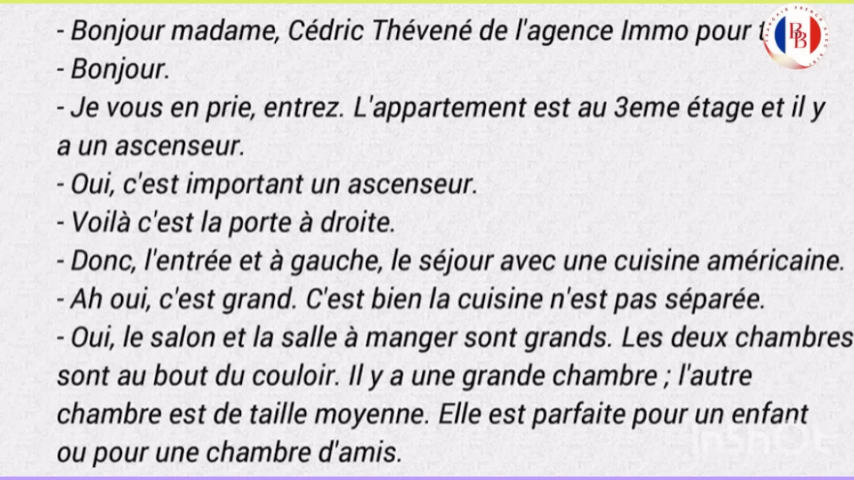 - Bonjour madame, Cédric Thévené de l'agence Immo pour
- Bonjour.
- Je vous en prie, entrez. L'appartement est au 3eme étage et il y
a un ascenseur.
- Oui, c'est important un ascenseur.
- Voilà c'est la porte à droite.
- Donc, l'entrée et à gauche, le séjour avec une cuisine américaine.
- Ah oui, c'est grand. C'est bien la cuisine n'est pas séparée.
- Oui, le salon et la salle à manger sont grands. Les deux chambres
sont au bout du couloir. Il y a une grande chambre ; l'autre
chambre est de taille moyenne. Elle est parfaite pour un enfant
ou pour une chambre d'amis.
InShOt